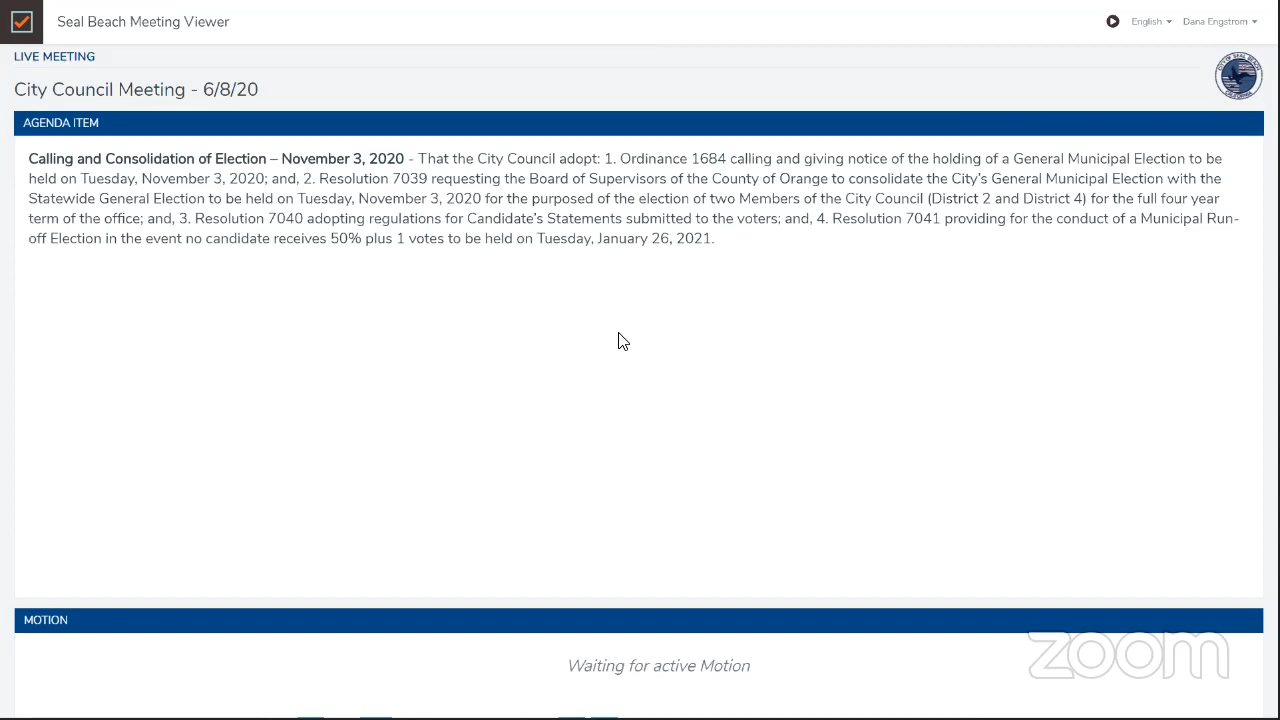 Seal Beach Meeting Viewer
English
Dana Engstrom
LIVE MEETING
City Council Meeting - 6/8/20
AGENDA ITEM
Calling and Consolidation of Election – November 3, 2020 - That the City Council adopt: 1. Ordinance 1684 calling and giving notice of the holding of a General Municipal Election to be
held on Tuesday, November 3, 2020; and, 2. Resolution 7039 requesting the Board of Supervisors of the County of Orange to consolidate the City's General Municipal Election with the
Statewide General Election to be held on Tuesday, November 3, 2020 for the purposed of the election of two Members of the City Council (District 2 and District 4) for the full four year
term of the office; and, 3. Resolution 7040 adopting regulations for Candidate's Statements submitted to the voters; and, 4. Resolution 7041 providing for the conduct of a Municipal Run-
off Election in the event no candidate receives 50% plus 1 votes to be held on Tuesday, January 26, 2021.
MOTION
Waiting for active Motion
zoom